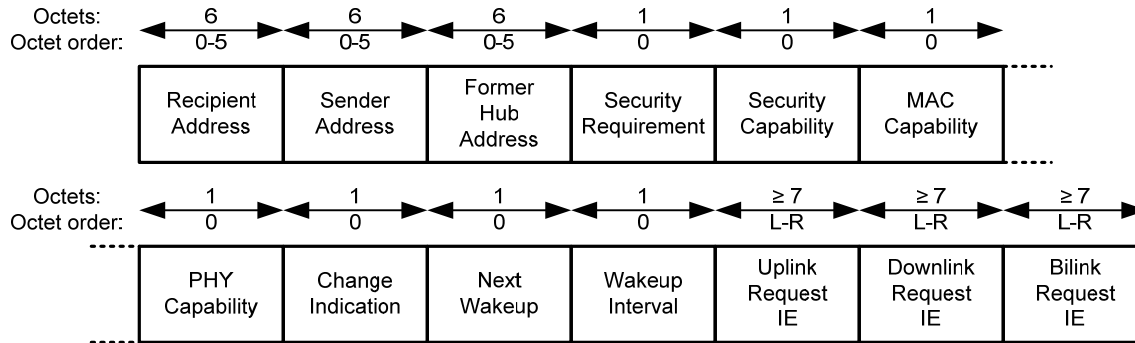 Octets: 6 6 6 1 1 1
Octet order: 0-5 0-5 0-5 0 0 0
Recipient Address
Sender Address
Former Hub Address
Security Requirement
Security Capability
MAC Capability
Octets: 1 1 1 1 ≥ 7 ≥ 7 ≥ 7
Octet order: 0 0 0 0 L-R L-R L-R
PHY Capability
Change Indication
Next Wakeup
Wakeup Interval
Uplink Request IE
Downlink Request IE
Bilink Request IE